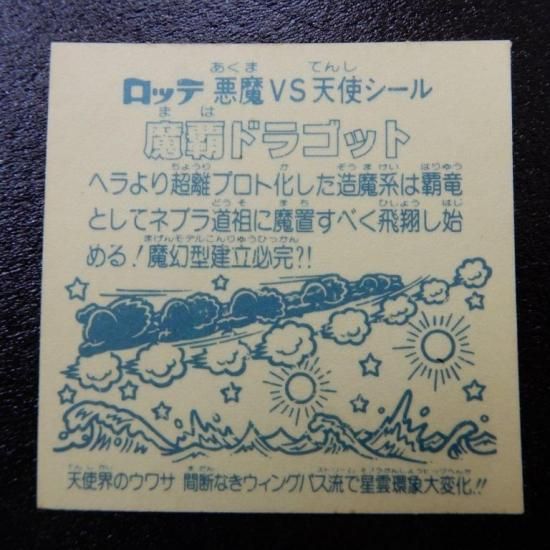 ロッテ 悪魔VS天使シール
魔覇ドラゴット
ヘラより超離プロト化した造魔系は覇竜
としてネブラ道祖に魔置すべく飛翔し始
める!魔幻型建立必完?!
天使界のウワサ 間断なきウィングバス流で星雲環象大変化!!